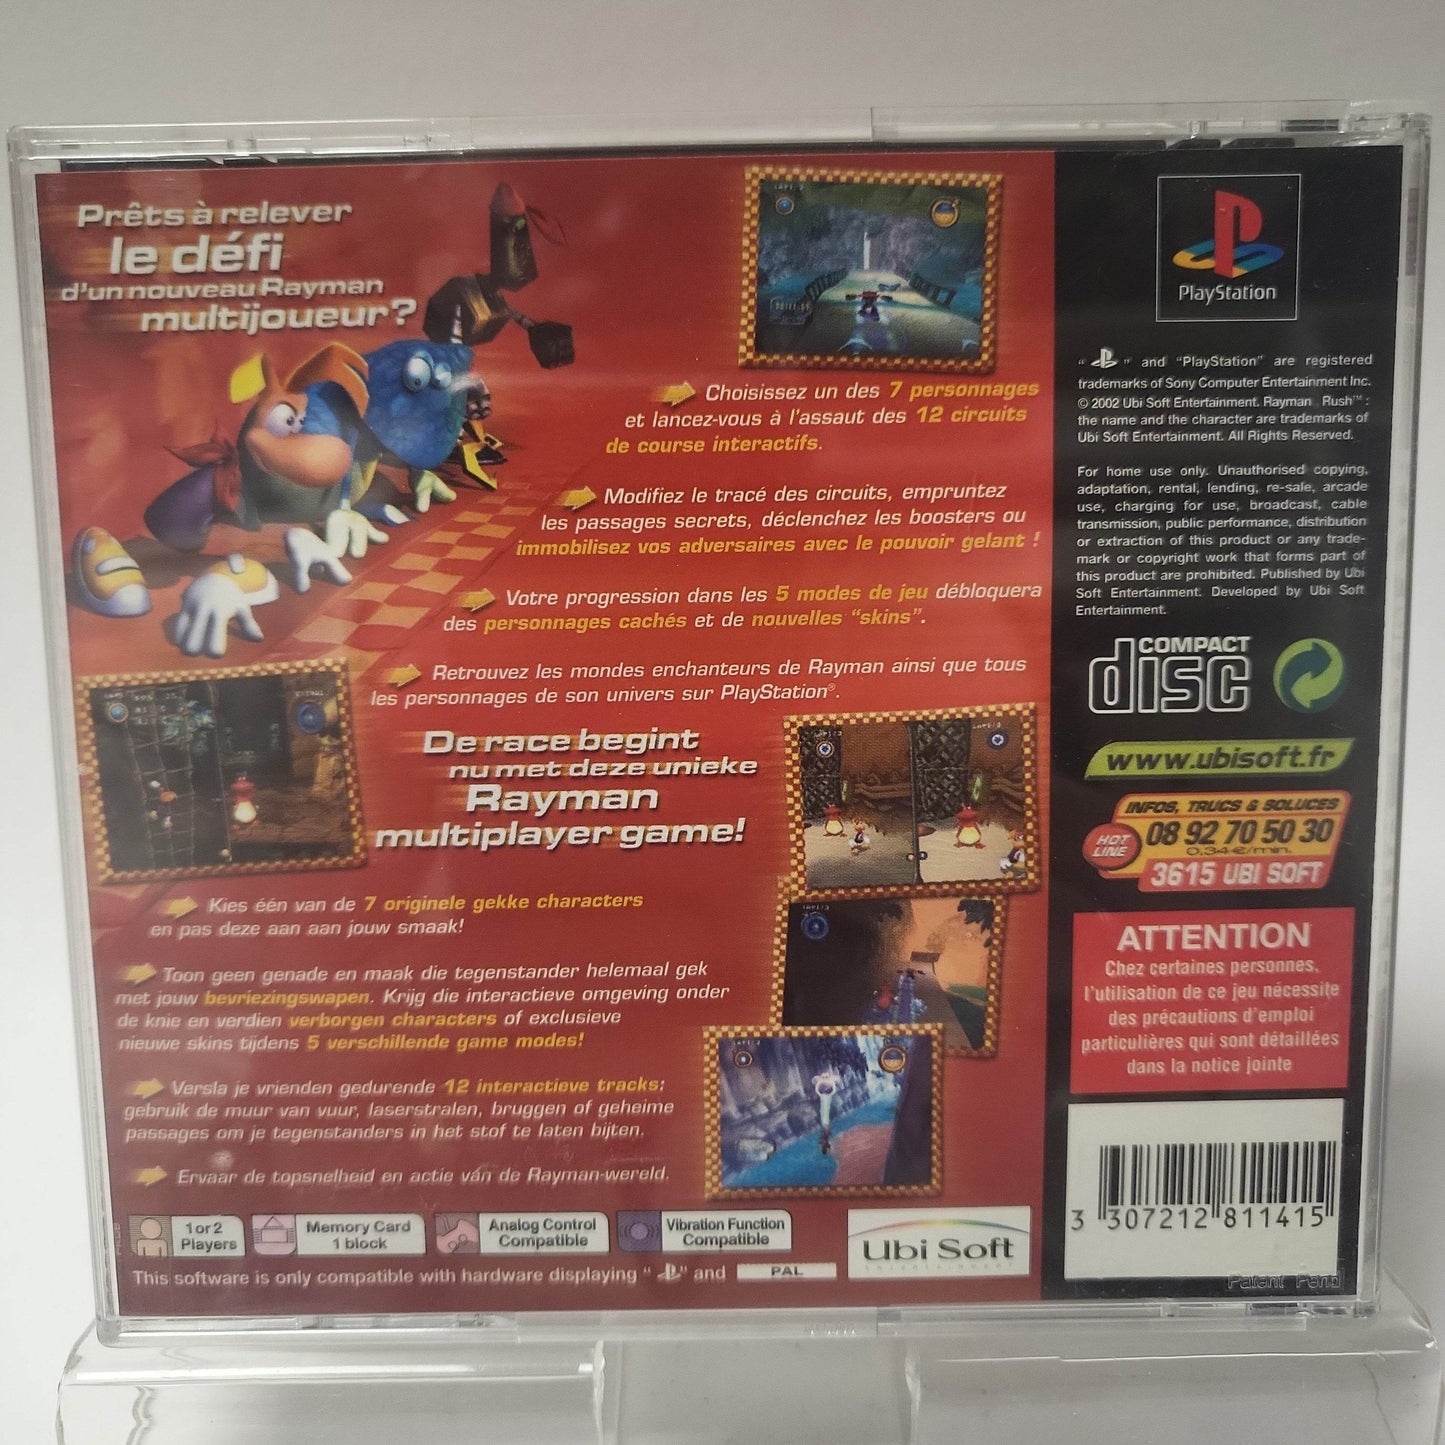 Prêts à relever
le défi
d'un nouveau Rayman
multijoueur?
Choisissez un des 7 personnages
et lancez-vous à l'assaut des 12 circuits
de course interactifs.
Modifiez le tracé des circuits, empruntez
les passages secrets, déclenchez les boosters ou
immobilisez vos adversaires avec le pouvoir gelant !
Votre progression dans les 5 modes de jeu débloquera
des personnages cachés et de nouvelles "skins".
Retrouvez les mondes enchanteurs de Rayman ainsi que tous
les personnages de son univers sur PlayStation®.
De race begint
nu met deze unieke
Rayman
multiplayer game!
Kies één van de 7 originele gekke characters
en pas deze aan aan jouw smaak!
Toon geen genade en maak die tegenstander helemaal gek
met jouw bevriezingswapen. Krijg die interactieve omgeving onder
de knie en verdien verborgen characters of exclusieve
nieuwe skins tijdens 5 verschillende game modes!
Versla je vrienden gedurende 12 interactieve tracks:
gebruik de muur van vuur, laserstralen, bruggen of geheime
passages om je tegenstanders in het stof te laten bijten.
Ervaar de topsnelheid en actie van de Rayman-wereld.
1 or 2
Players
Memory Card
1 block
Analog Control
Compatible
Vibration Function
Compatible
This software is only compatible with hardware displaying " " and PAL
Ubi Soft
ENTERTAINMENT
PlayStation
" " and "PlayStation" are registered
trademarks of Sony Computer Entertainment Inc.
© 2002 Ubi Soft Entertainment. Rayman Rush™ :
the name and the character are trademarks of
Ubi Soft Entertainment. All Rights Reserved.
For home use only. Unauthorised copying,
adaptation, rental, lending, re-sale, arcade
use, charging for use, broadcast, cable
transmission, public performance, distribution
or extraction of this product or any trade-
mark or copyright work that forms part of
this product are prohibited. Published by Ubi
Soft Entertainment. Developed by Ubi Soft
Entertainment.
COMPACT
disc
www.ubisoft.fr
INFOS, TRUCS & SOLUCES
HOT
LINE
08 92 70 50 30
0,34€/min.
3615 UBI SOFT
ATTENTION
Chez certaines personnes,
l'utilisation de ce jeu nécessite
des précautions d'emploi
particulières qui sont détaillées
dans la notice jointe
3 307212 811415
Patent Pend